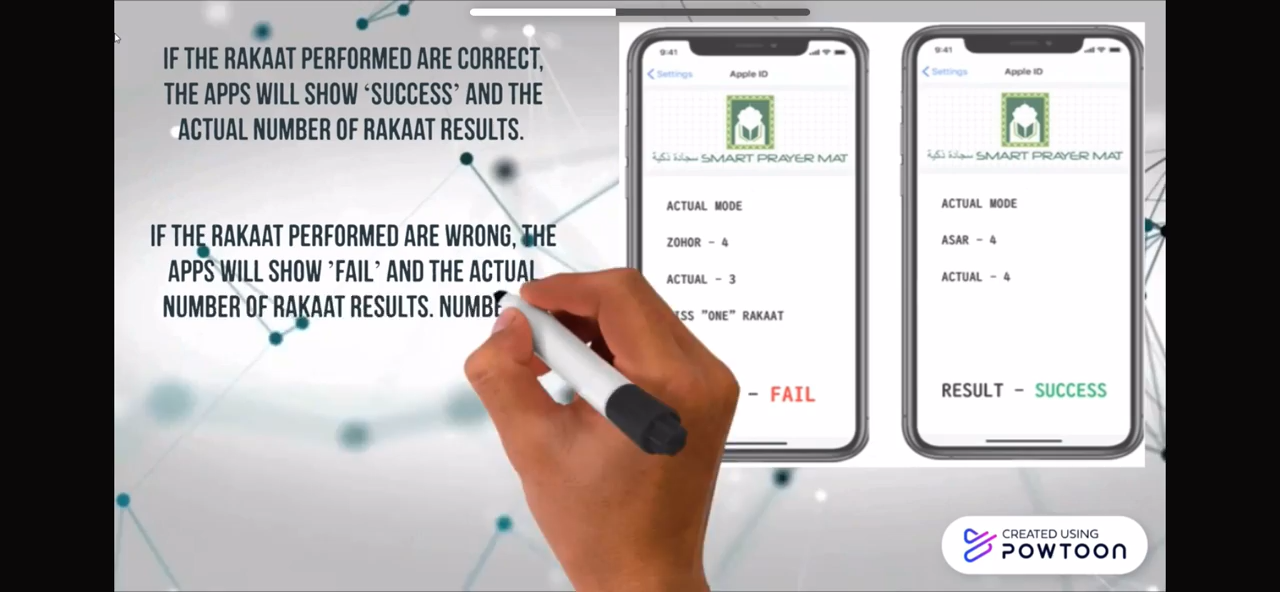 IF THE RAKAAT PERFORMED ARE CORRECT,
THE APPS WILL SHOW ‘SUCCESS’ AND THE
ACTUAL NUMBER OF RAKAAT RESULTS.
IF THE RAKAAT PERFORMED ARE WRONG, THE
APPS WILL SHOW ’FAIL’ AND THE ACTUAL
NUMBER OF RAKAAT RESULTS. NUMBE
9:41
Settings
Apple ID
سجادة ذكية SMART PRAYER MAT
ACTUAL MODE
ZOHOR - 4
ACTUAL - 3
ISS "ONE" RAKAAT
- FAIL
9:41
Settings
Apple ID
سجادة ذكية SMART PRAYER MAT
ACTUAL MODE
ASAR - 4
ACTUAL - 4
RESULT - SUCCESS
CREATED USING
POWTOON